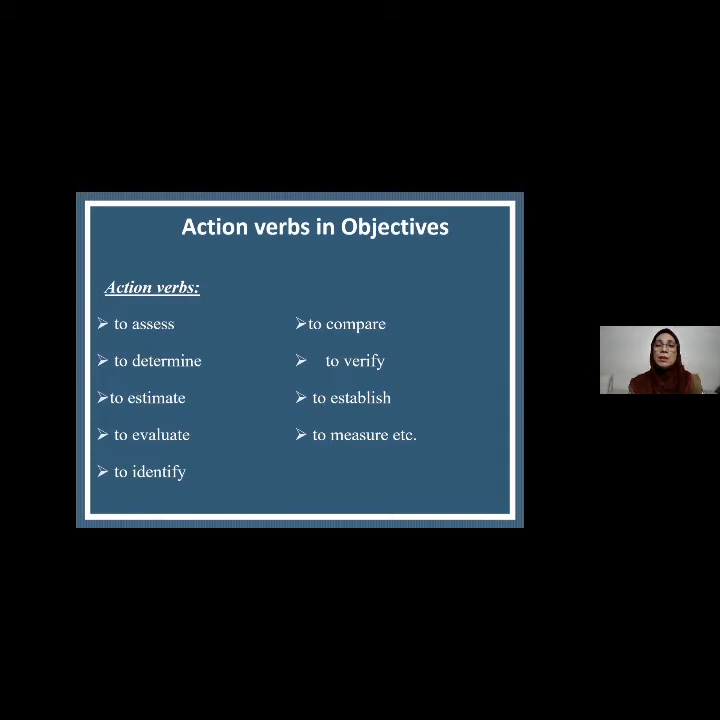 Action verbs in Objectives
Action verbs:
➢ to assess
➢ to determine
➢to estimate
➢ to evaluate
➢ to identify
➢to compare
➢ to verify
➢ to establish
➢ to measure etc.